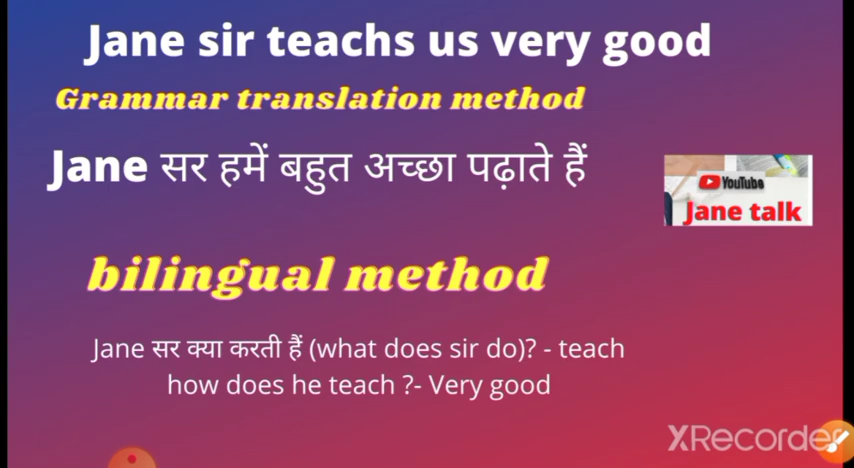 Jane sir teachs us very good
Grammar translation method
Jane सर हमें बहुत अच्छा पढ़ाते हैं
YouTube
Jane talk
bilingual method
Jane सर क्या करती हैं (what does sir do)? - teach
how does he teach ?- Very good
XRecorder